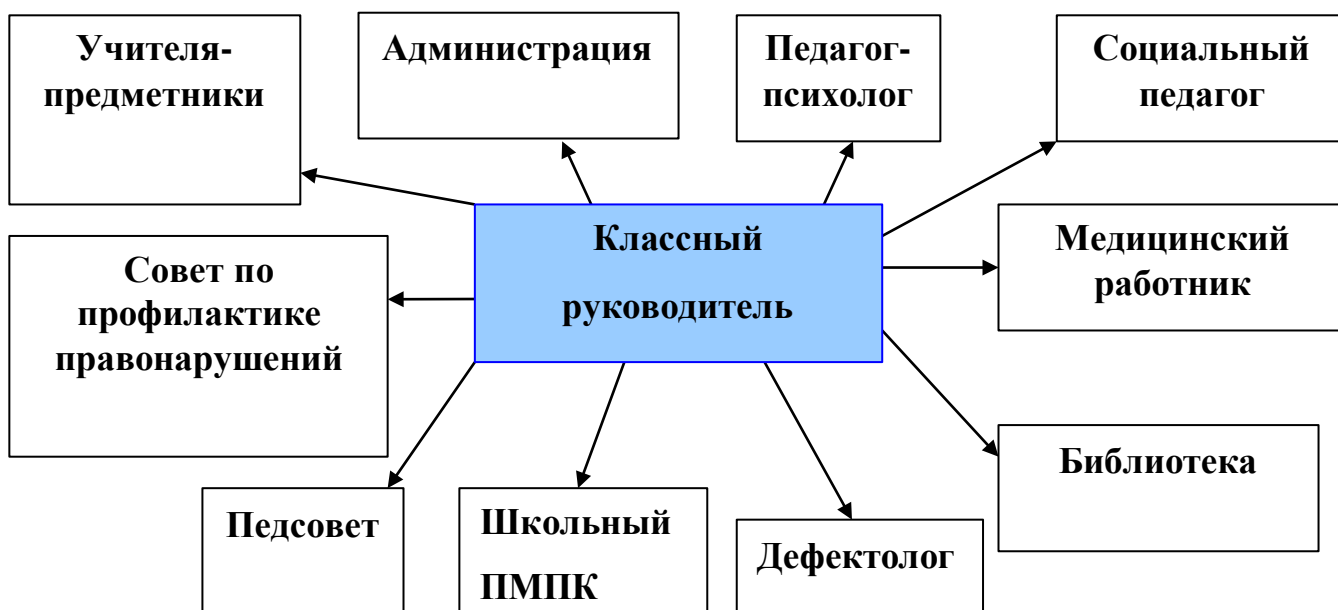 Учителя-
предметники
Администрация
Педагог-
психолог
Социальный
педагог
Классный
руководитель
Медицинский
работник
Совет по
профилактике
правонарушений
Библиотека
Педсовет
Школьный
ПМПК
Дефектолог